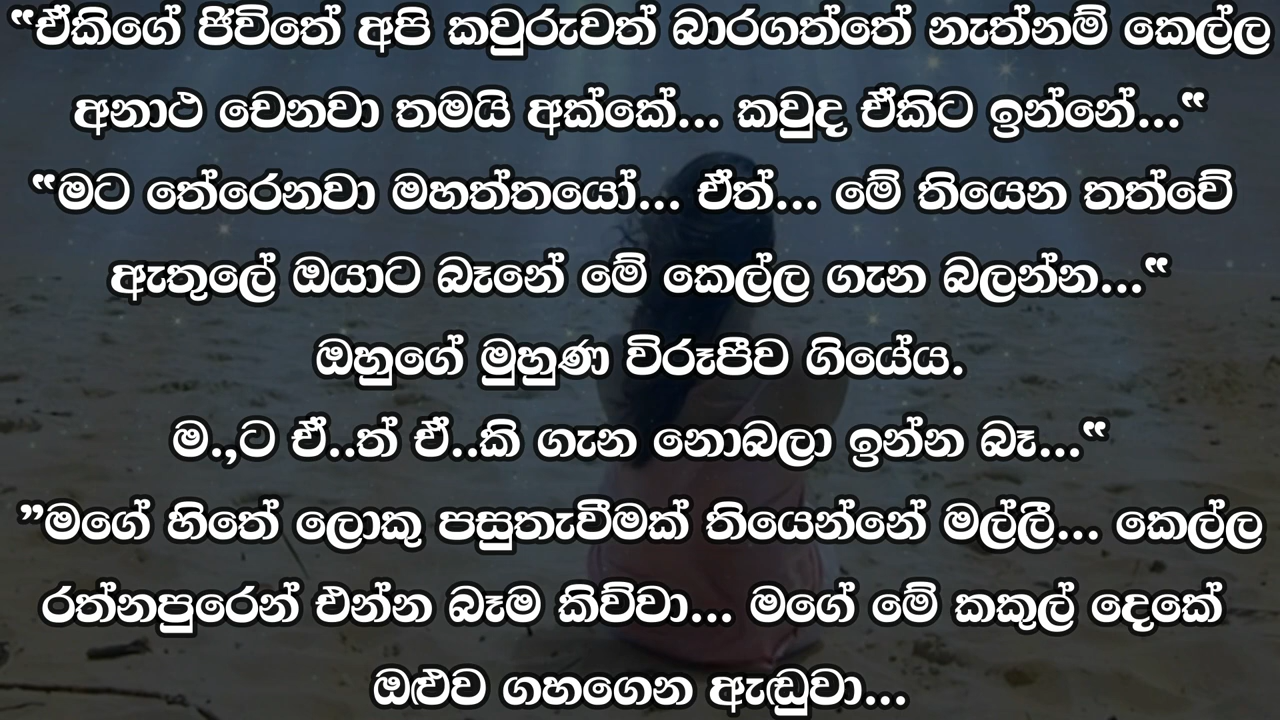 "ඒකිගේ ජීවිතේ අපි කවුරුවත් බාරගත්තේ නැත්නම් කෙල්ල
අනාථ වෙනවා තමයි අක්කේ... කවුද ඒකිට ඉන්නේ..."
"මට තේරෙනවා මහත්තයෝ... ඒත්... මේ තියෙන තත්වේ
ඇතුලේ ඔයාට බෑනේ මේ කෙල්ල ගැන බලන්න..."
ඔහුගේ මුහුණ විරූපීව ගියේය.
ම.,ට ඒ..ත් ඒ..කි ගැන නොබලා ඉන්න බෑ..."
"මගේ හිතේ ලොකු පසුතැවීමක් තියෙන්නේ මල්ලී... කෙල්ල
රත්නපුරෙන් එන්න බෑම කිව්වා... මගේ මේ කකුල් දෙකේ
ඔළුව ගහගෙන ඇඬුවා...